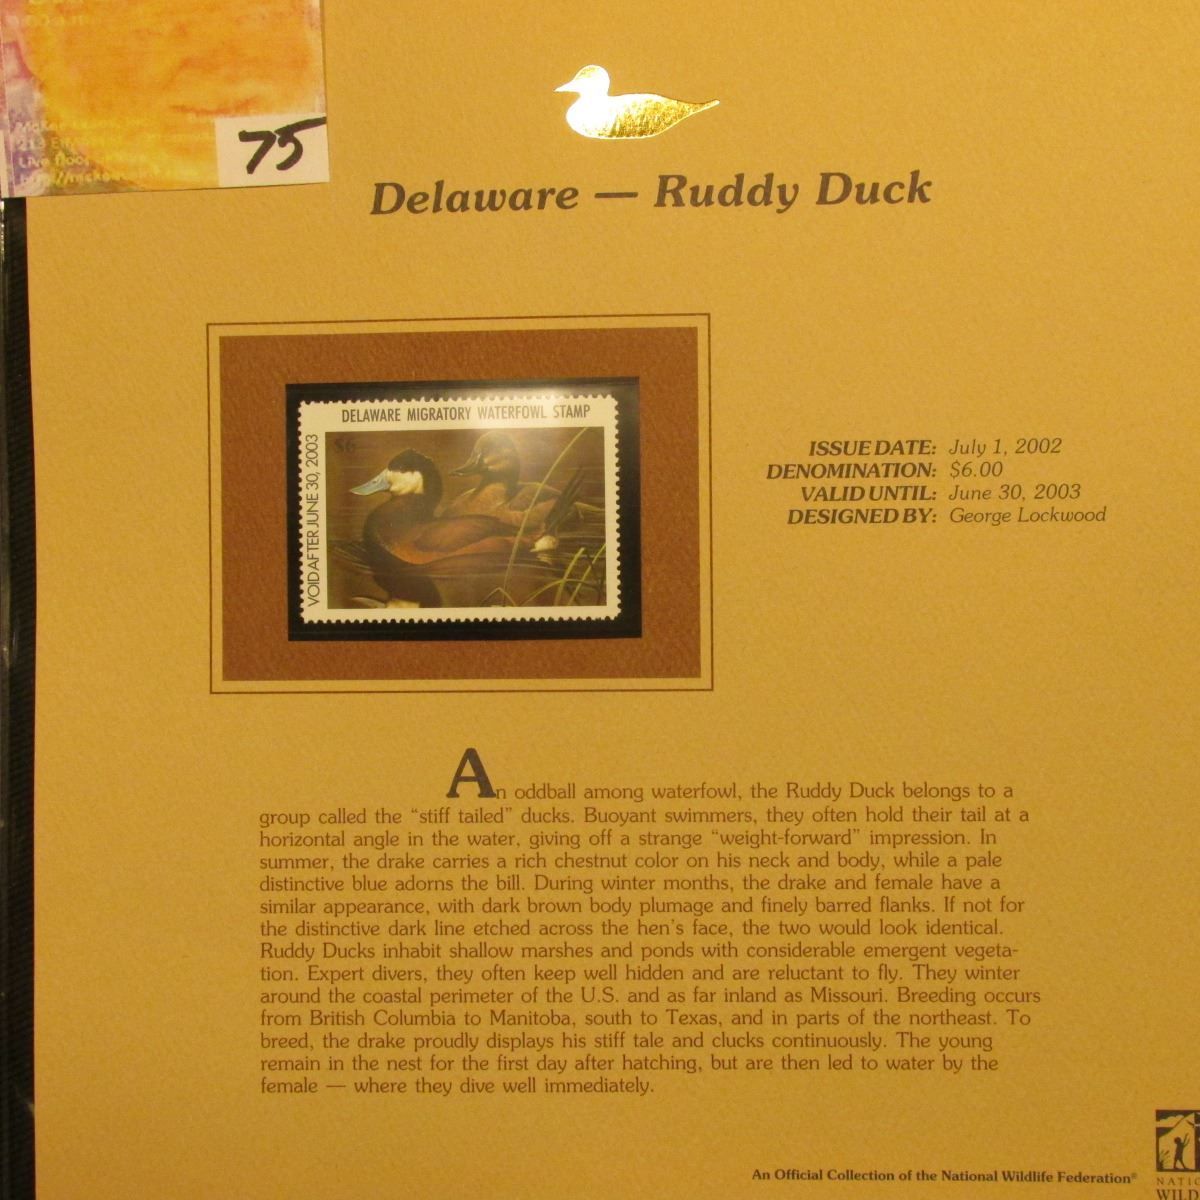 75
Delaware — Ruddy Duck
DELAWARE MIGRATORY WATERFOWL STAMP
VOID AFTER JUNE 30, 2003
$6
ISSUE DATE: July 1, 2002
DENOMINATION: $6.00
VALID UNTIL: June 30, 2003
DESIGNED BY: George Lockwood
An oddball among waterfowl, the Ruddy Duck belongs to a
group called the “stiff tailed” ducks. Buoyant swimmers, they often hold their tail at a
horizontal angle in the water, giving off a strange “weight-forward” impression. In
summer, the drake carries a rich chestnut color on his neck and body, while a pale
distinctive blue adorns the bill. During winter months, the drake and female have a
similar appearance, with dark brown body plumage and finely barred flanks. If not for
the distinctive dark line etched across the hen's face, the two would look identical.
Ruddy Ducks inhabit shallow marshes and ponds with considerable emergent vegeta-
tion. Expert divers, they often keep well hidden and are reluctant to fly. They winter
around the coastal perimeter of the U.S. and as far inland as Missouri. Breeding occurs
from British Columbia to Manitoba, south to Texas, and in parts of the northeast. To
breed, the drake proudly displays his stiff tale and clucks continuously. The young
remain in the nest for the first day after hatching, but are then led to water by the
female — where they dive well immediately.
An Official Collection of the National Wildlife Federation®